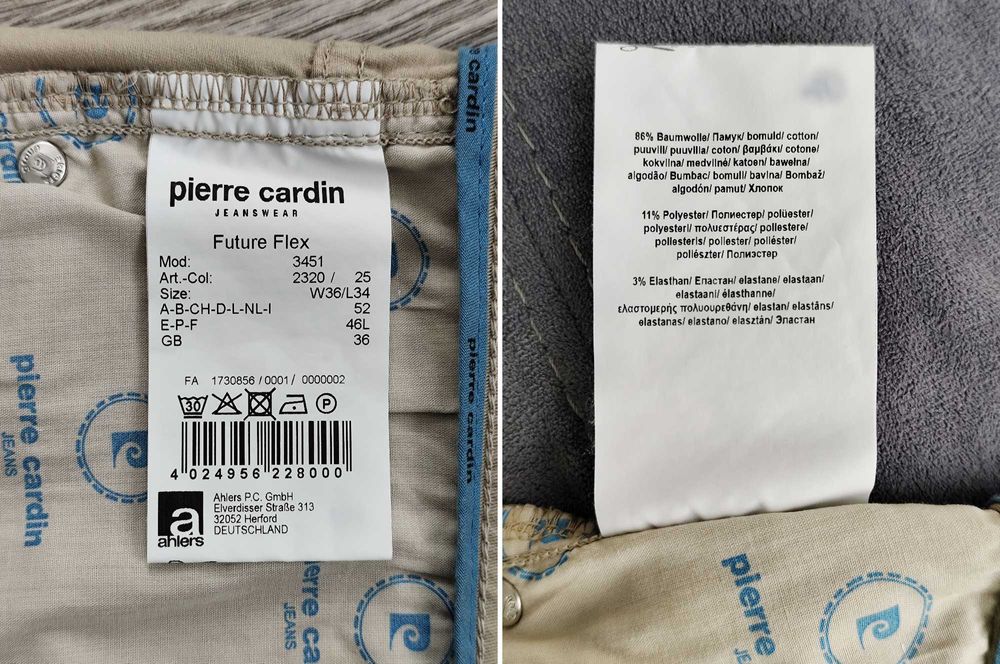 pierre cardin
JEANSWEAR
Future Flex
Mod: 3451
Art.-Col: 2320 / 25
Size: W36/L34
A-B-CH-D-L-NL-I 52
E-P-F 46L
GB 36
FA 1730856 / 0001 / 0000002
30 P
4 024956 228000
a
ahlers
Ahlers P.C. GmbH
Elverdisser Straße 313
32052 Herford
DEUTSCHLAND
e cardin
pierre cardin
pierre cardin
JEANS
pierre ca
JEANS
86% Baumwolle/ Памук/ bomuld/ cotton/
puuvill/ puuvilla/ coton/ βαμβάκι/ cotone/
kokvilna/ medvilnė/ katoen/ bawełna/
algodão/ Bumbac/ bomull/ bavlna/ Bombaž/
algodón/ pamut/ Хлопок
11% Polyester/ Полиестер/ polüester/
polyesteri/ πολυεστέρας/ poliestere/
poliesteris/ poliester/ poliéster/
poliészter/ Полиэстер
3% Elasthan/ Еластан/ elastane/ elastaan/
elastaani/ élasthanne/
ελαστομερής πολυουρεθάνη/ elastan/ elastāns/
elastanas/ elastano/ elasztán/ Эластан
pierre
JEANS